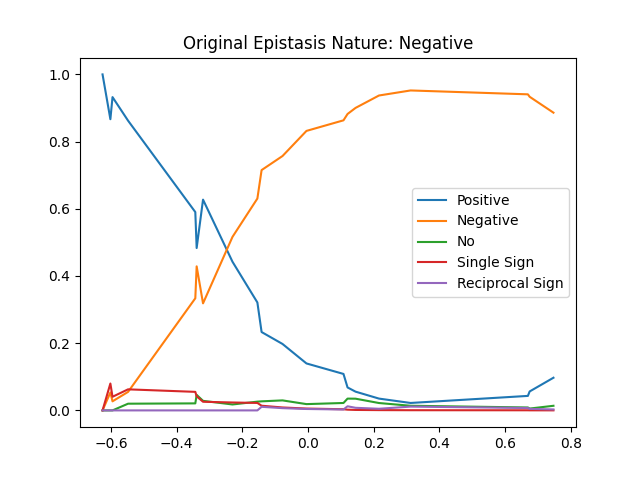 Original Epistasis Nature: Negative
1.0
0.8
0.6
0.4
0.2
0.0
Positive
Negative
No
Single Sign
Reciprocal Sign
−0.6 −0.4 −0.2 0.0 0.2 0.4 0.6 0.8